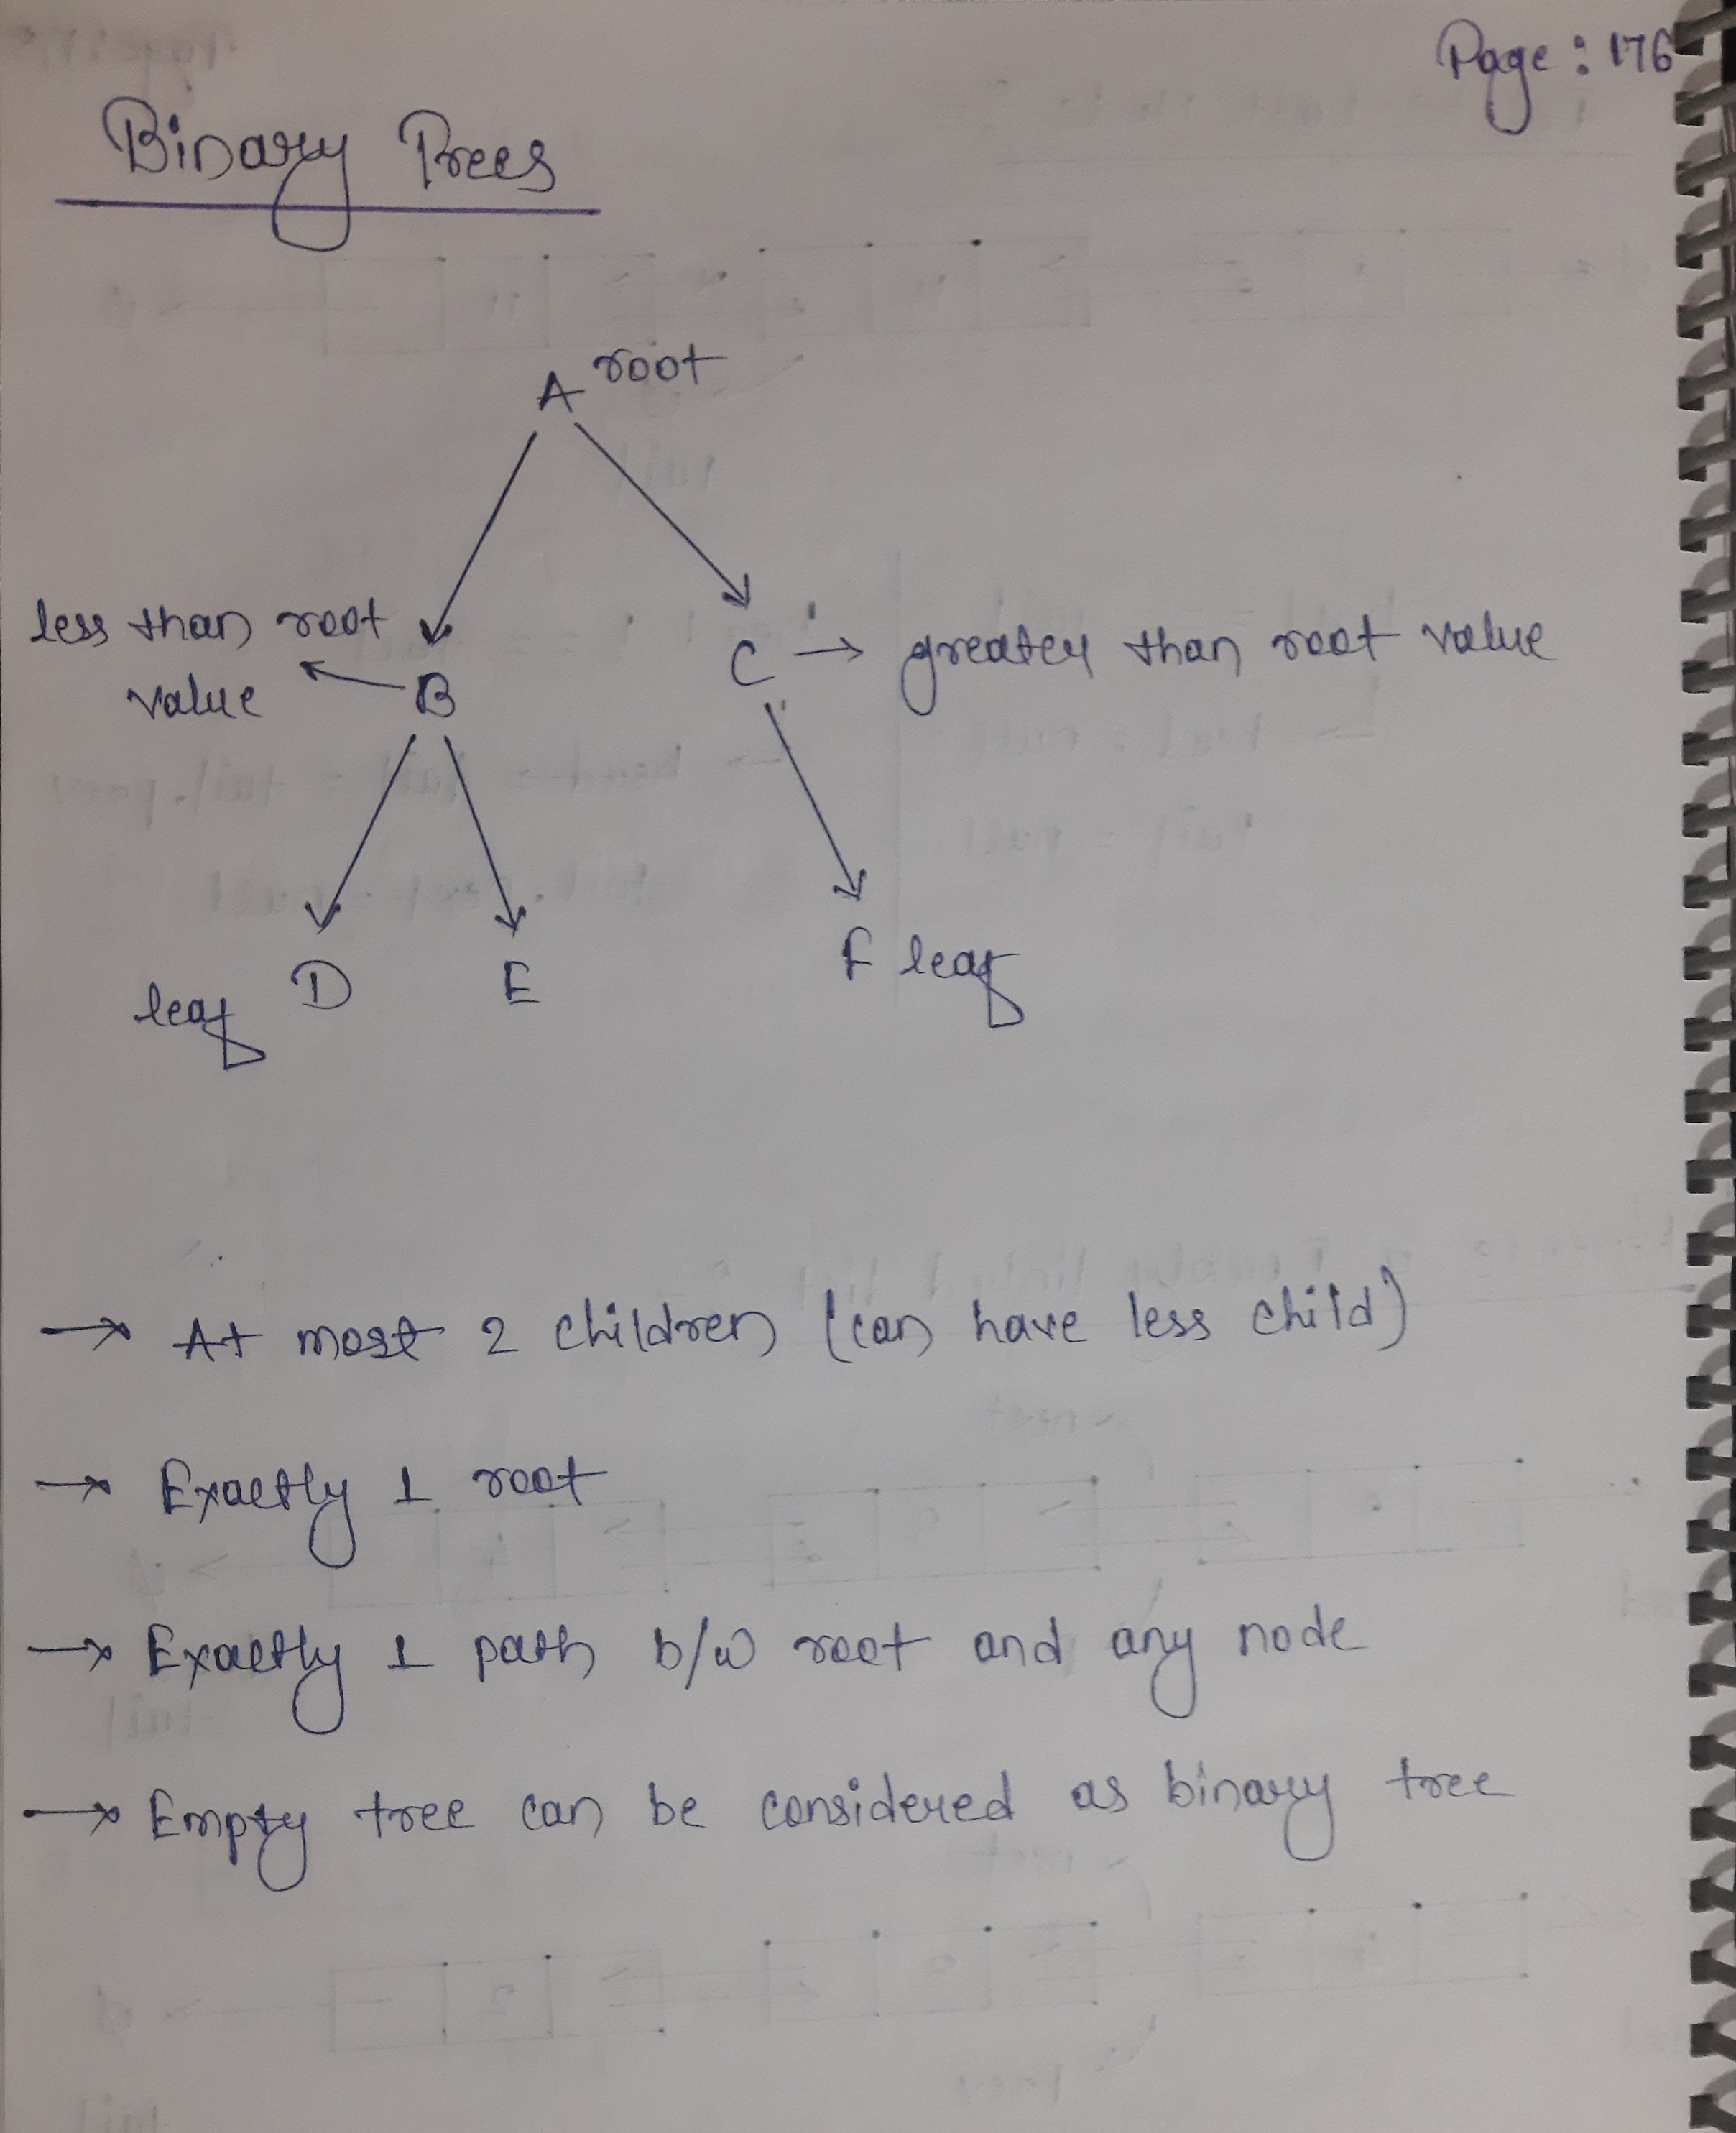 Page : 176
Binary Trees
A root
less than root
value
B
C → greater than root value
leaf D E
F leaf
→ At most 2 children (can have less child)
→ Exactly 1 root
→ Exactly 1 path b/w root and any node
→ Empty tree can be considered as binary tree